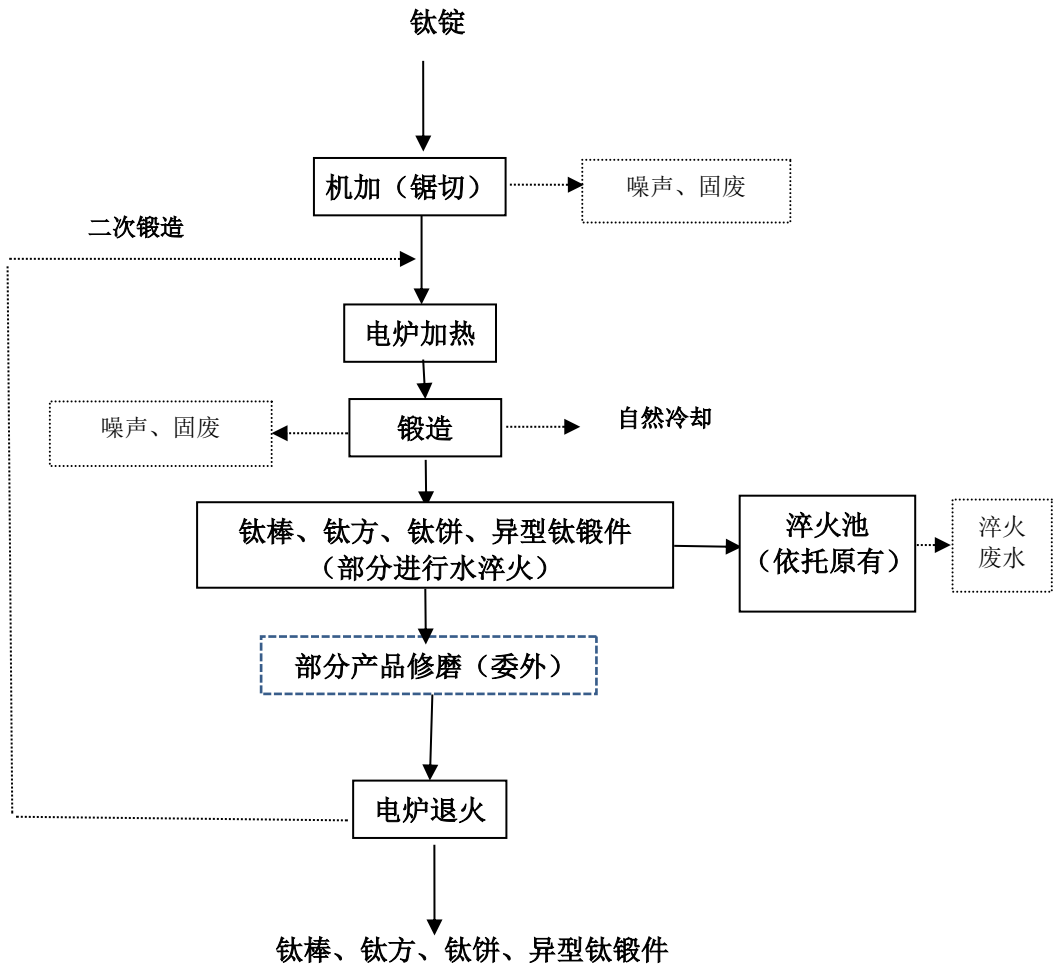 钛锭
机加（锯切）
噪声、固废
二次锻造
电炉加热
噪声、固废
锻造
自然冷却
钛棒、钛方、钛饼、异型钛锻件
（部分进行水淬火）
淬火池
（依托原有）
淬火
废水
部分产品修磨（委外）
电炉退火
钛棒、钛方、钛饼、异型钛锻件